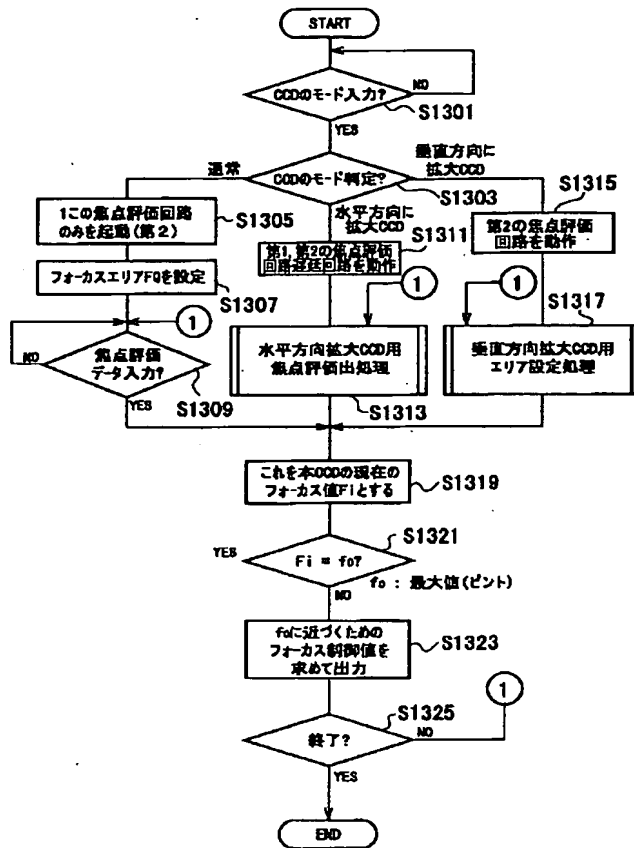 START
CCDのモード入力?
NO
S1301
YES
通常
CCDのモード判定?
垂直方向に
拡大CCD
S1303
水平方向に
拡大CCD
S1315
1この焦点評価回路
のみを起動(第2)
S1305
第1,第2の焦点評価
回路遅延回路を動作
S1311
第2の焦点評価
回路を動作
フォーカスエリアFQを設定
S1307
1
1
1
S1317
NO
焦点評価
データ入力?
S1309
YES
水平方向拡大CCD用
焦点評価出処理
S1313
垂直方向拡大CCD用
エリア設定処理
これを本CCDの現在の
フォーカス値Fiとする
S1319
S1321
YES
Fi = fo?
NO
fo : 最大値(ピント)
foに近づくための
フォーカス制御値を
求めて出力
S1323
1
S1325
終了?
NO
YES
END